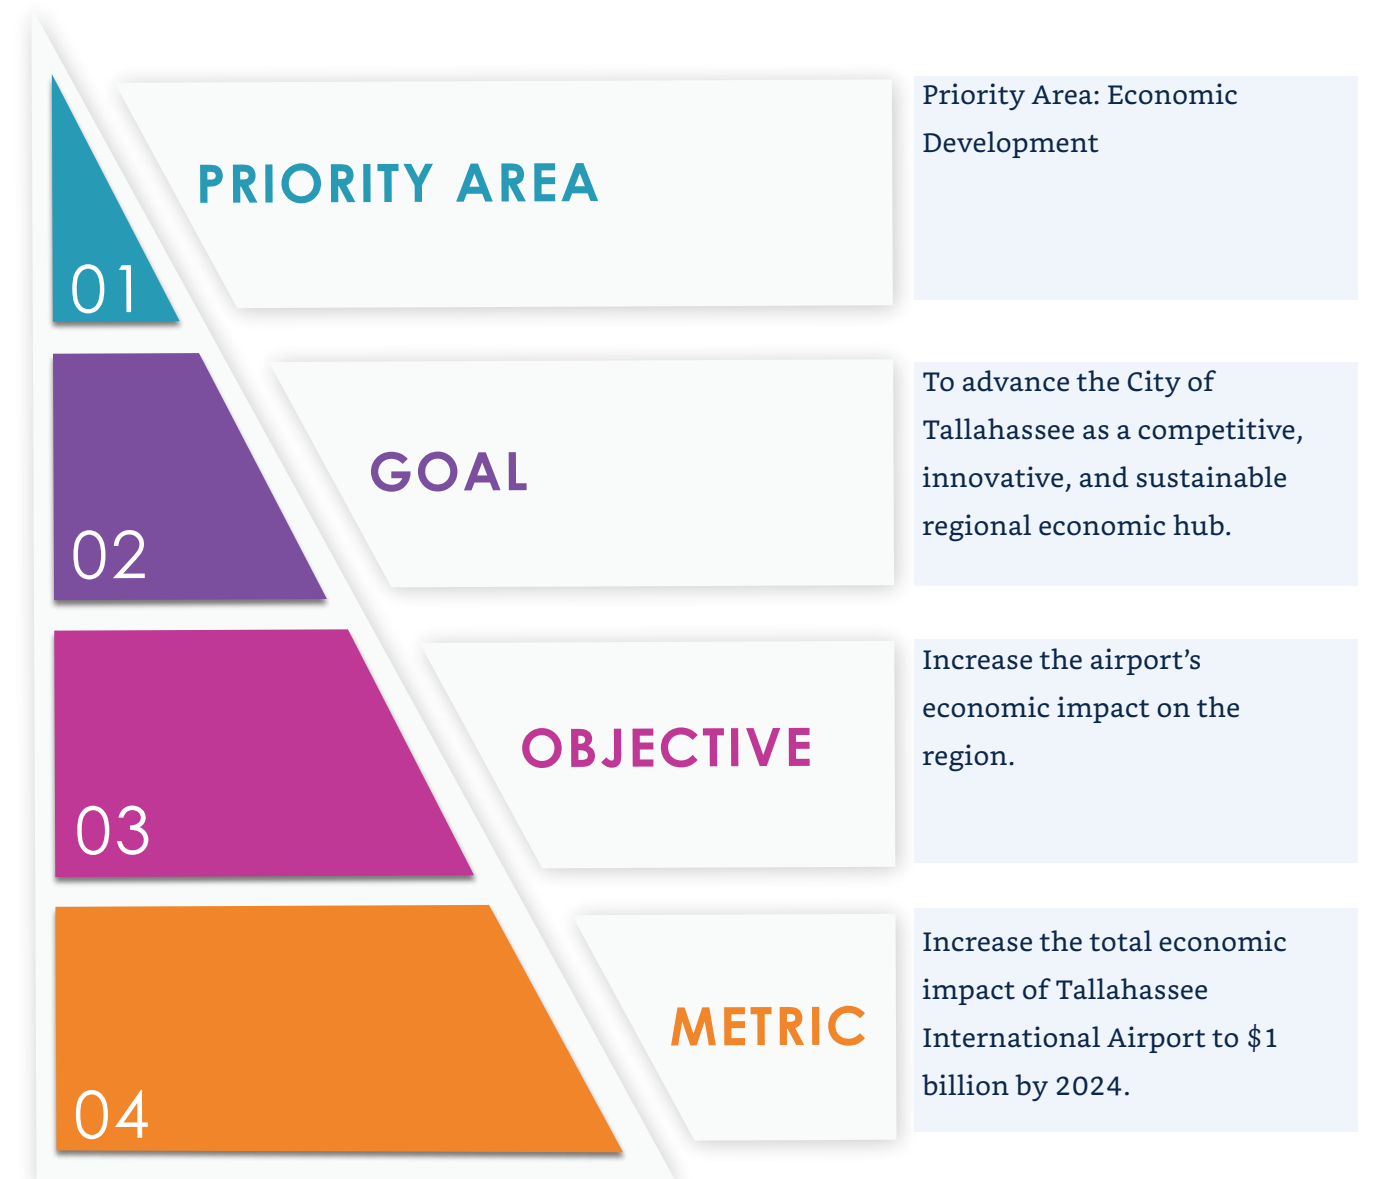 01
PRIORITY AREA
Priority Area: Economic
Development
02
GOAL
To advance the City of
Tallahassee as a competitive,
innovative, and sustainable
regional economic hub.
03
OBJECTIVE
Increase the airport’s
economic impact on the
region.
04
METRIC
Increase the total economic
impact of Tallahassee
International Airport to $1
billion by 2024.